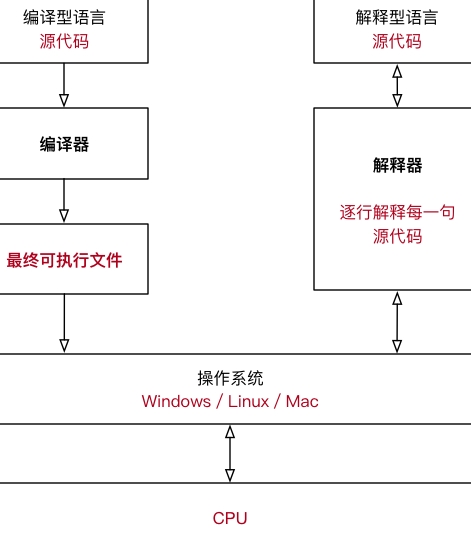 编译型语言
源代码
解释型语言
源代码
编译器
解释器
逐行解释每一句
源代码
最终可执行文件
操作系统
Windows / Linux / Mac
CPU